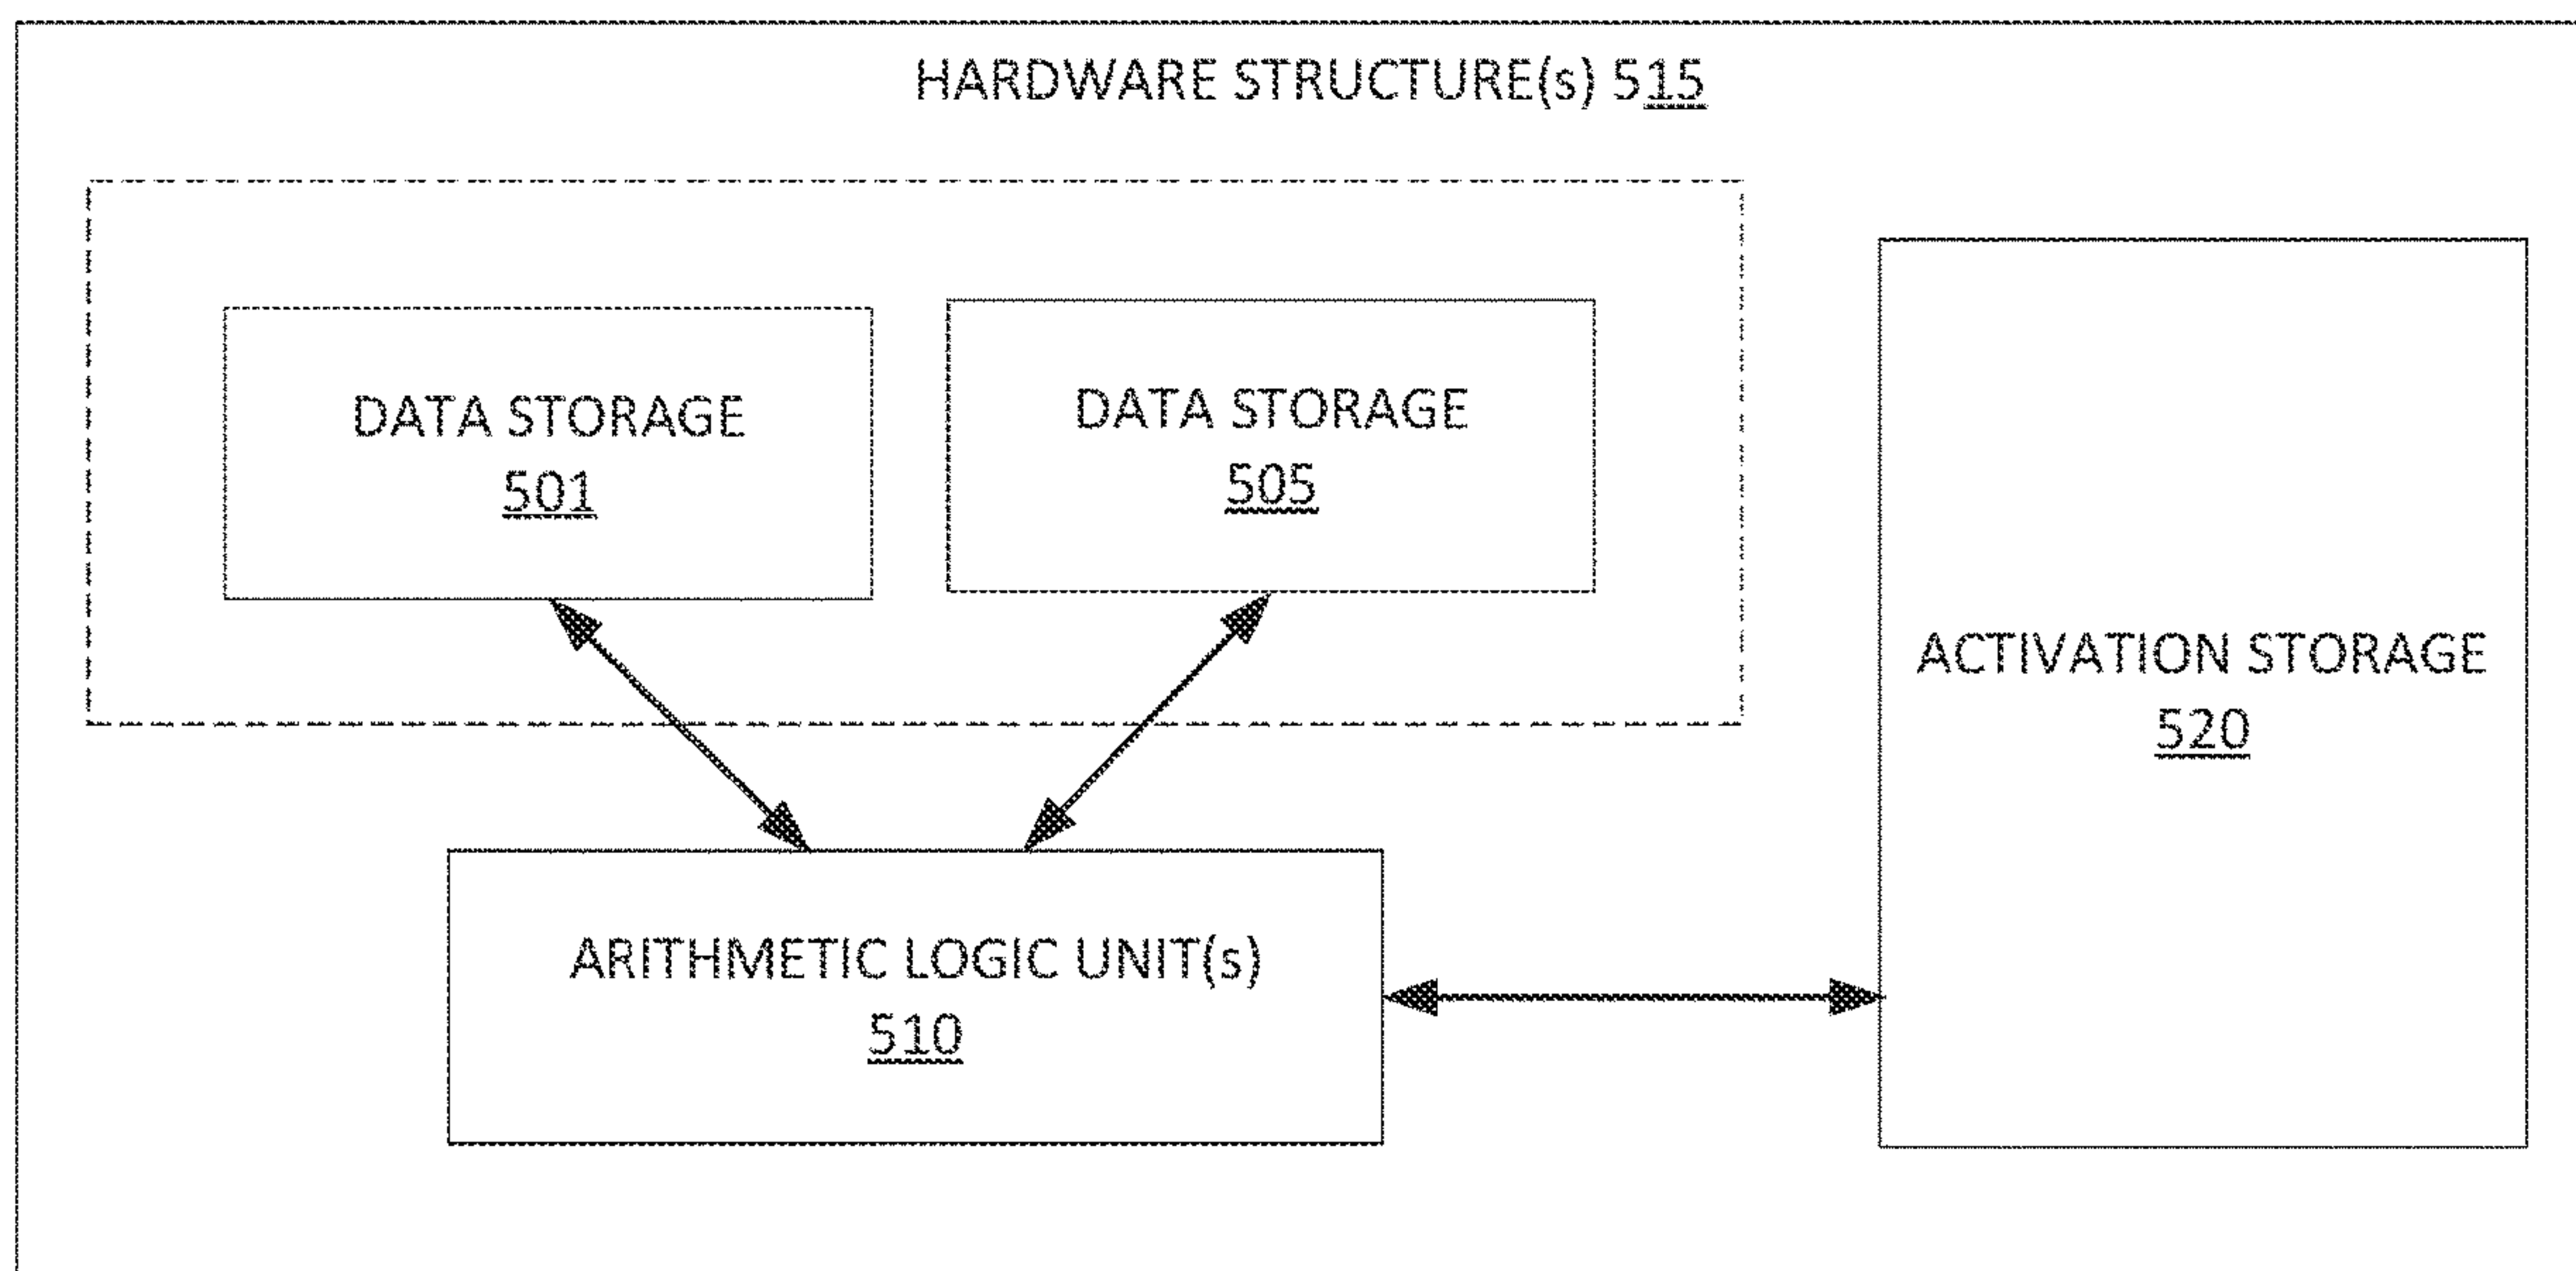 HARDWARE STRUCTURE(s) 515
DATA STORAGE
501
DATA STORAGE
505
ACTIVATION STORAGE
520
ARITHMETIC LOGIC UNIT(s)
510